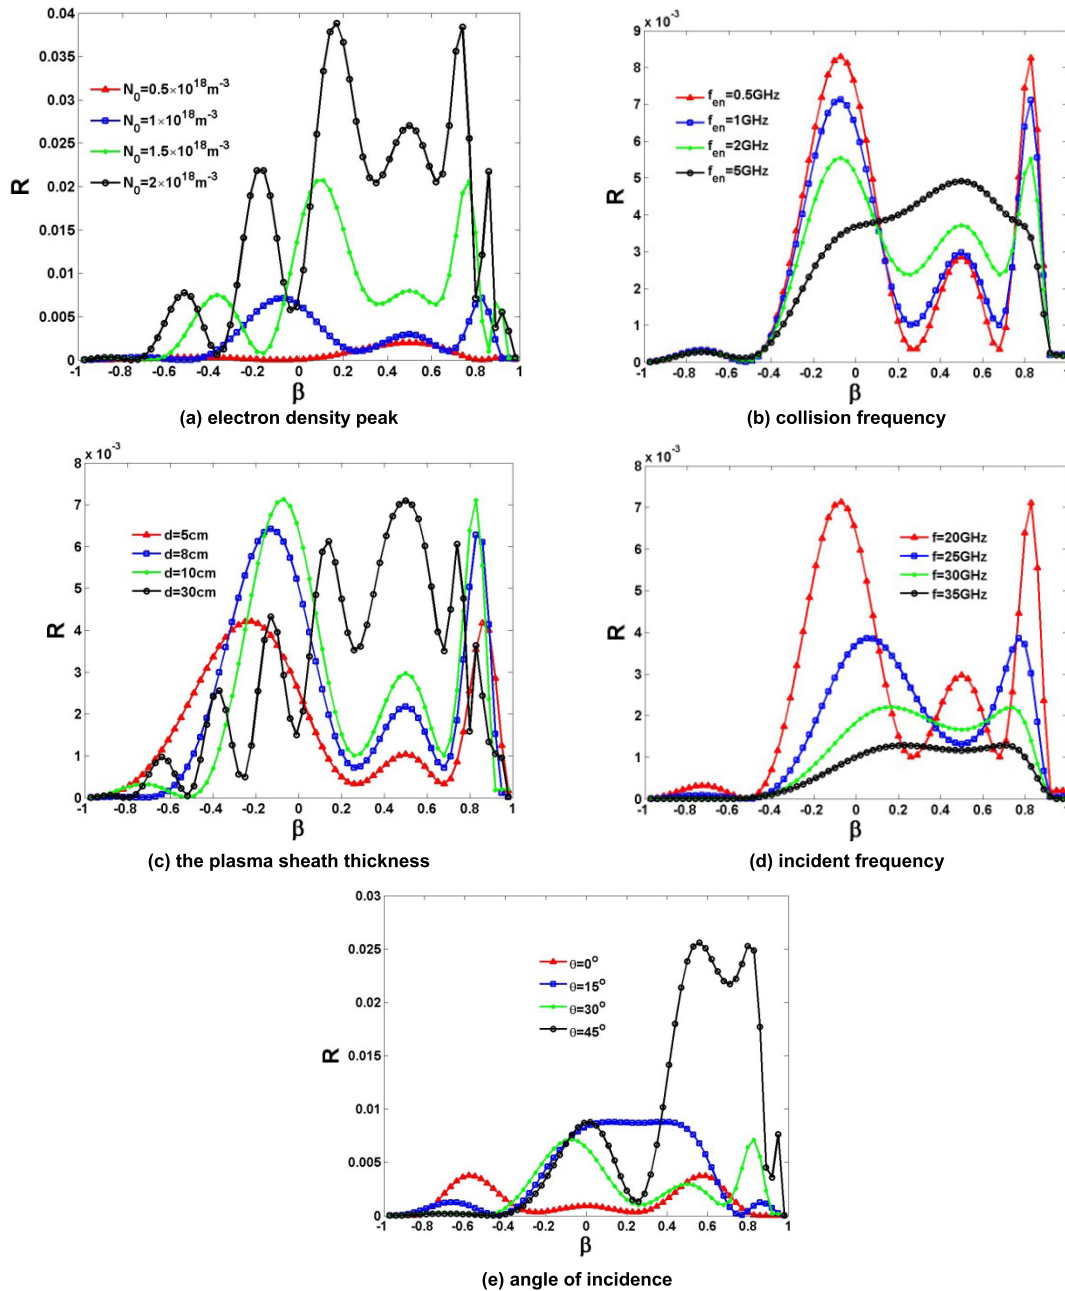 0.04
0.035
0.03
0.025
0.02
0.015
0.01
0.005
0
R
N₀=0.5×10¹⁸m⁻³
N₀=1×10¹⁸m⁻³
N₀=1.5×10¹⁸m⁻³
N₀=2×10¹⁸m⁻³
-1 -0.8 -0.6 -0.4 -0.2 0 0.2 0.4 0.6 0.8 1
β
(a) electron density peak
x 10⁻³
9
8
7
6
5
4
3
2
1
0
R
fₑₙ=0.5GHz
fₑₙ=1GHz
fₑₙ=2GHz
fₑₙ=5GHz
-1 -0.8 -0.6 -0.4 -0.2 0 0.2 0.4 0.6 0.8 1
β
(b) collision frequency
x 10⁻³
8
7
6
5
4
3
2
1
0
R
d=5cm
d=8cm
d=10cm
d=30cm
-1 -0.8 -0.6 -0.4 -0.2 0 0.2 0.4 0.6 0.8 1
β
(c) the plasma sheath thickness
x 10⁻³
8
7
6
5
4
3
2
1
0
R
f=20GHz
f=25GHz
f=30GHz
f=35GHz
-1 -0.8 -0.6 -0.4 -0.2 0 0.2 0.4 0.6 0.8 1
β
(d) incident frequency
0.03
0.025
0.02
0.015
0.01
0.005
0
R
θ=0°
θ=15°
θ=30°
θ=45°
-1 -0.8 -0.6 -0.4 -0.2 0 0.2 0.4 0.6 0.8 1
β
(e) angle of incidence